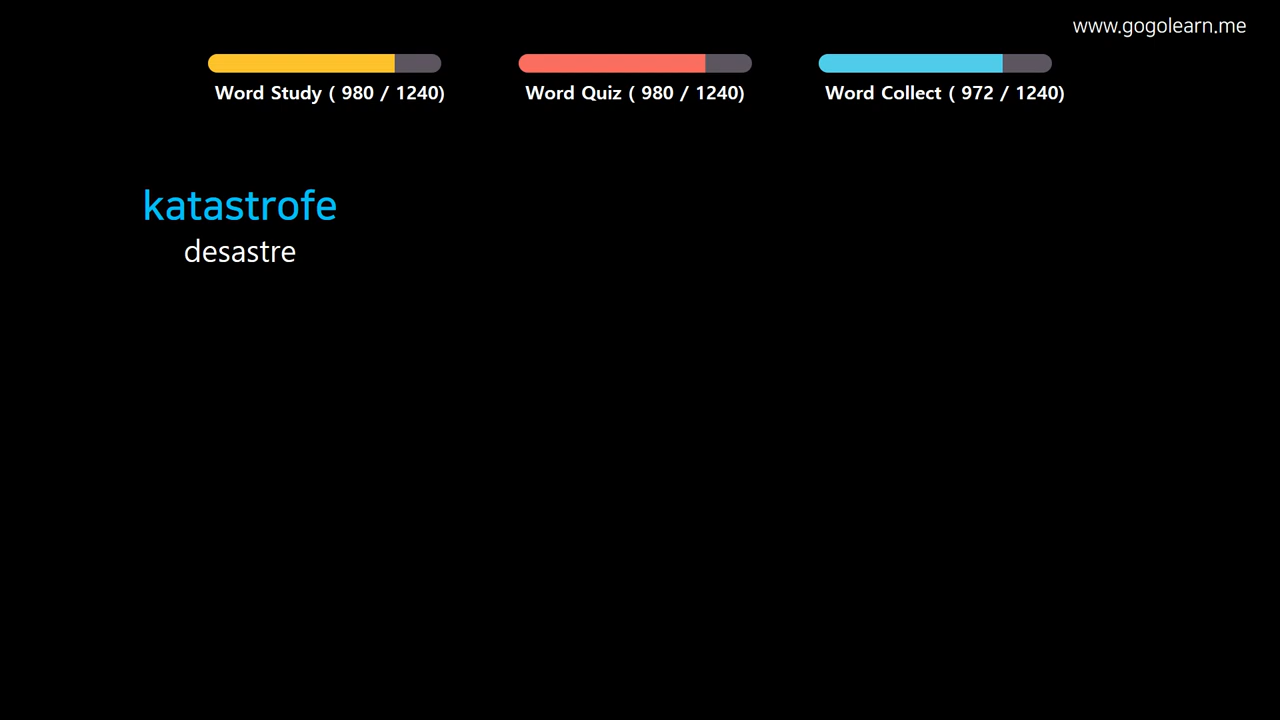 www.gogolearn.me
Word Study ( 980 / 1240)
Word Quiz ( 980 / 1240)
Word Collect ( 972 / 1240)
katastrofe
desastre